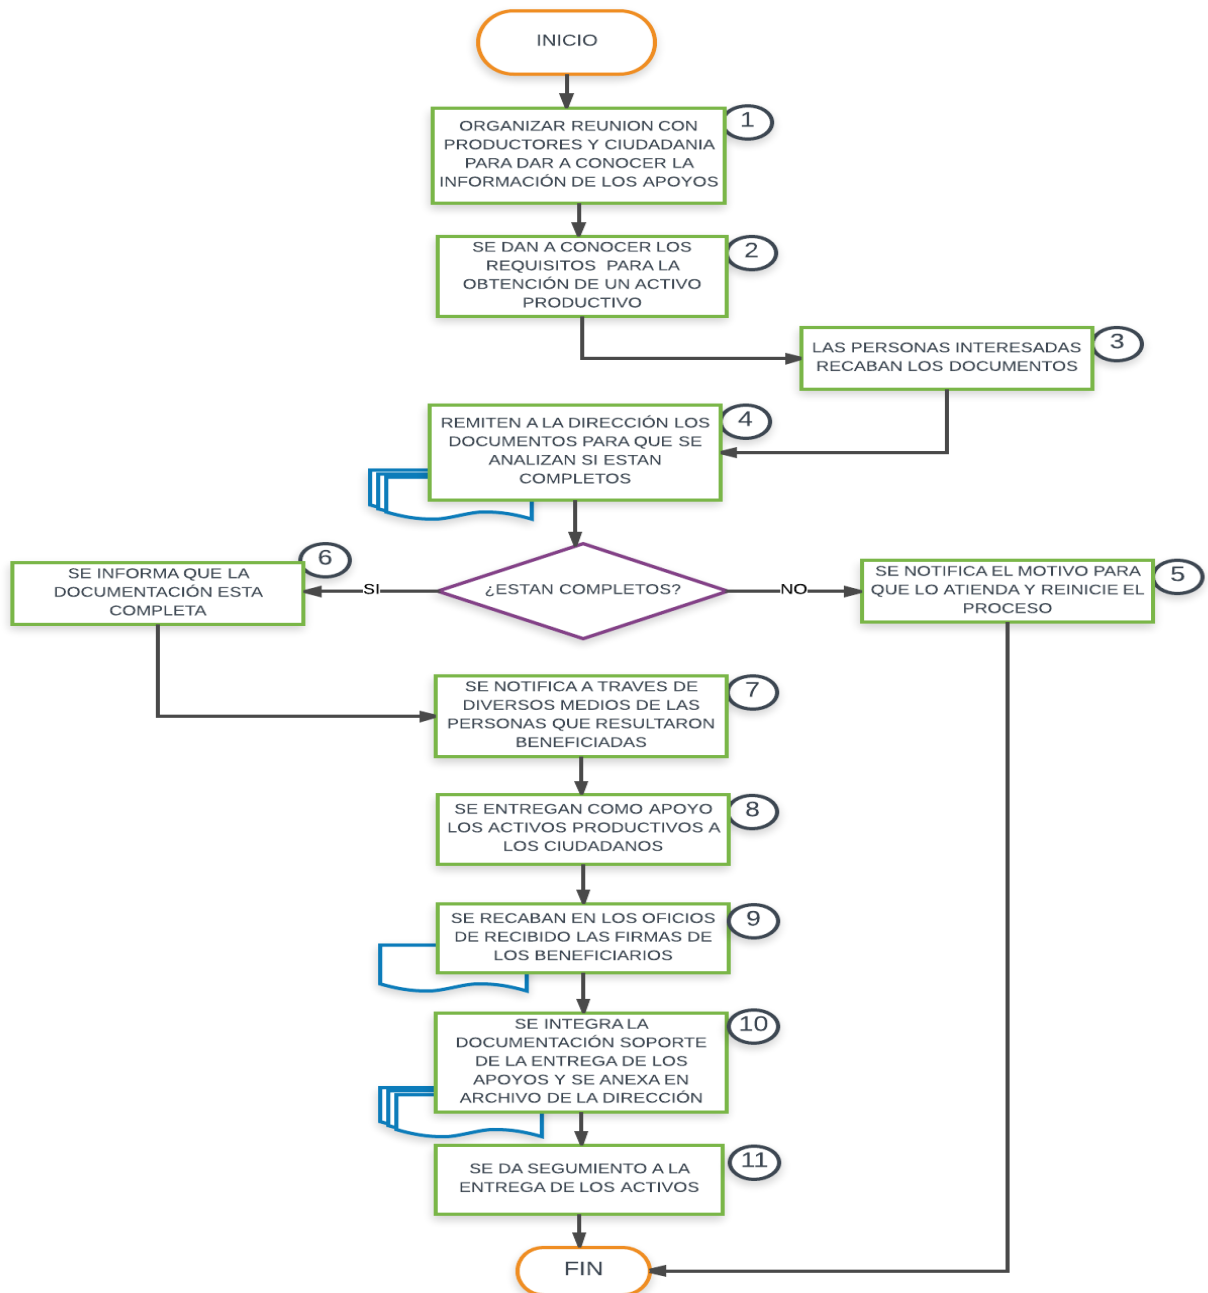 INICIO
1
ORGANIZAR REUNION CON
PRODUCTORES Y CIUDADANIA
PARA DAR A CONOCER LA
INFORMACIÓN DE LOS APOYOS
2
SE DAN A CONOCER LOS
REQUISITOS PARA LA
OBTENCIÓN DE UN ACTIVO
PRODUCTIVO
3
LAS PERSONAS INTERESADAS
RECABAN LOS DOCUMENTOS
4
REMITEN A LA DIRECCIÓN LOS
DOCUMENTOS PARA QUE SE
ANALIZAN SI ESTAN
COMPLETOS
¿ESTAN COMPLETOS?
SI
NO
6
SE INFORMA QUE LA
DOCUMENTACIÓN ESTA
COMPLETA
5
SE NOTIFICA EL MOTIVO PARA
QUE LO ATIENDA Y REINICIE EL
PROCESO
7
SE NOTIFICA A TRAVES DE
DIVERSOS MEDIOS DE LAS
PERSONAS QUE RESULTARON
BENEFICIADAS
8
SE ENTREGAN COMO APOYO
LOS ACTIVOS PRODUCTIVOS A
LOS CIUDADANOS
9
SE RECABAN EN LOS OFICIOS
DE RECIBIDO LAS FIRMAS DE
LOS BENEFICIARIOS
10
SE INTEGRA LA
DOCUMENTACIÓN SOPORTE
DE LA ENTREGA DE LOS
APOYOS Y SE ANEXA EN
ARCHIVO DE LA DIRECCIÓN
11
SE DA SEGUMIENTO A LA
ENTREGA DE LOS ACTIVOS
FIN